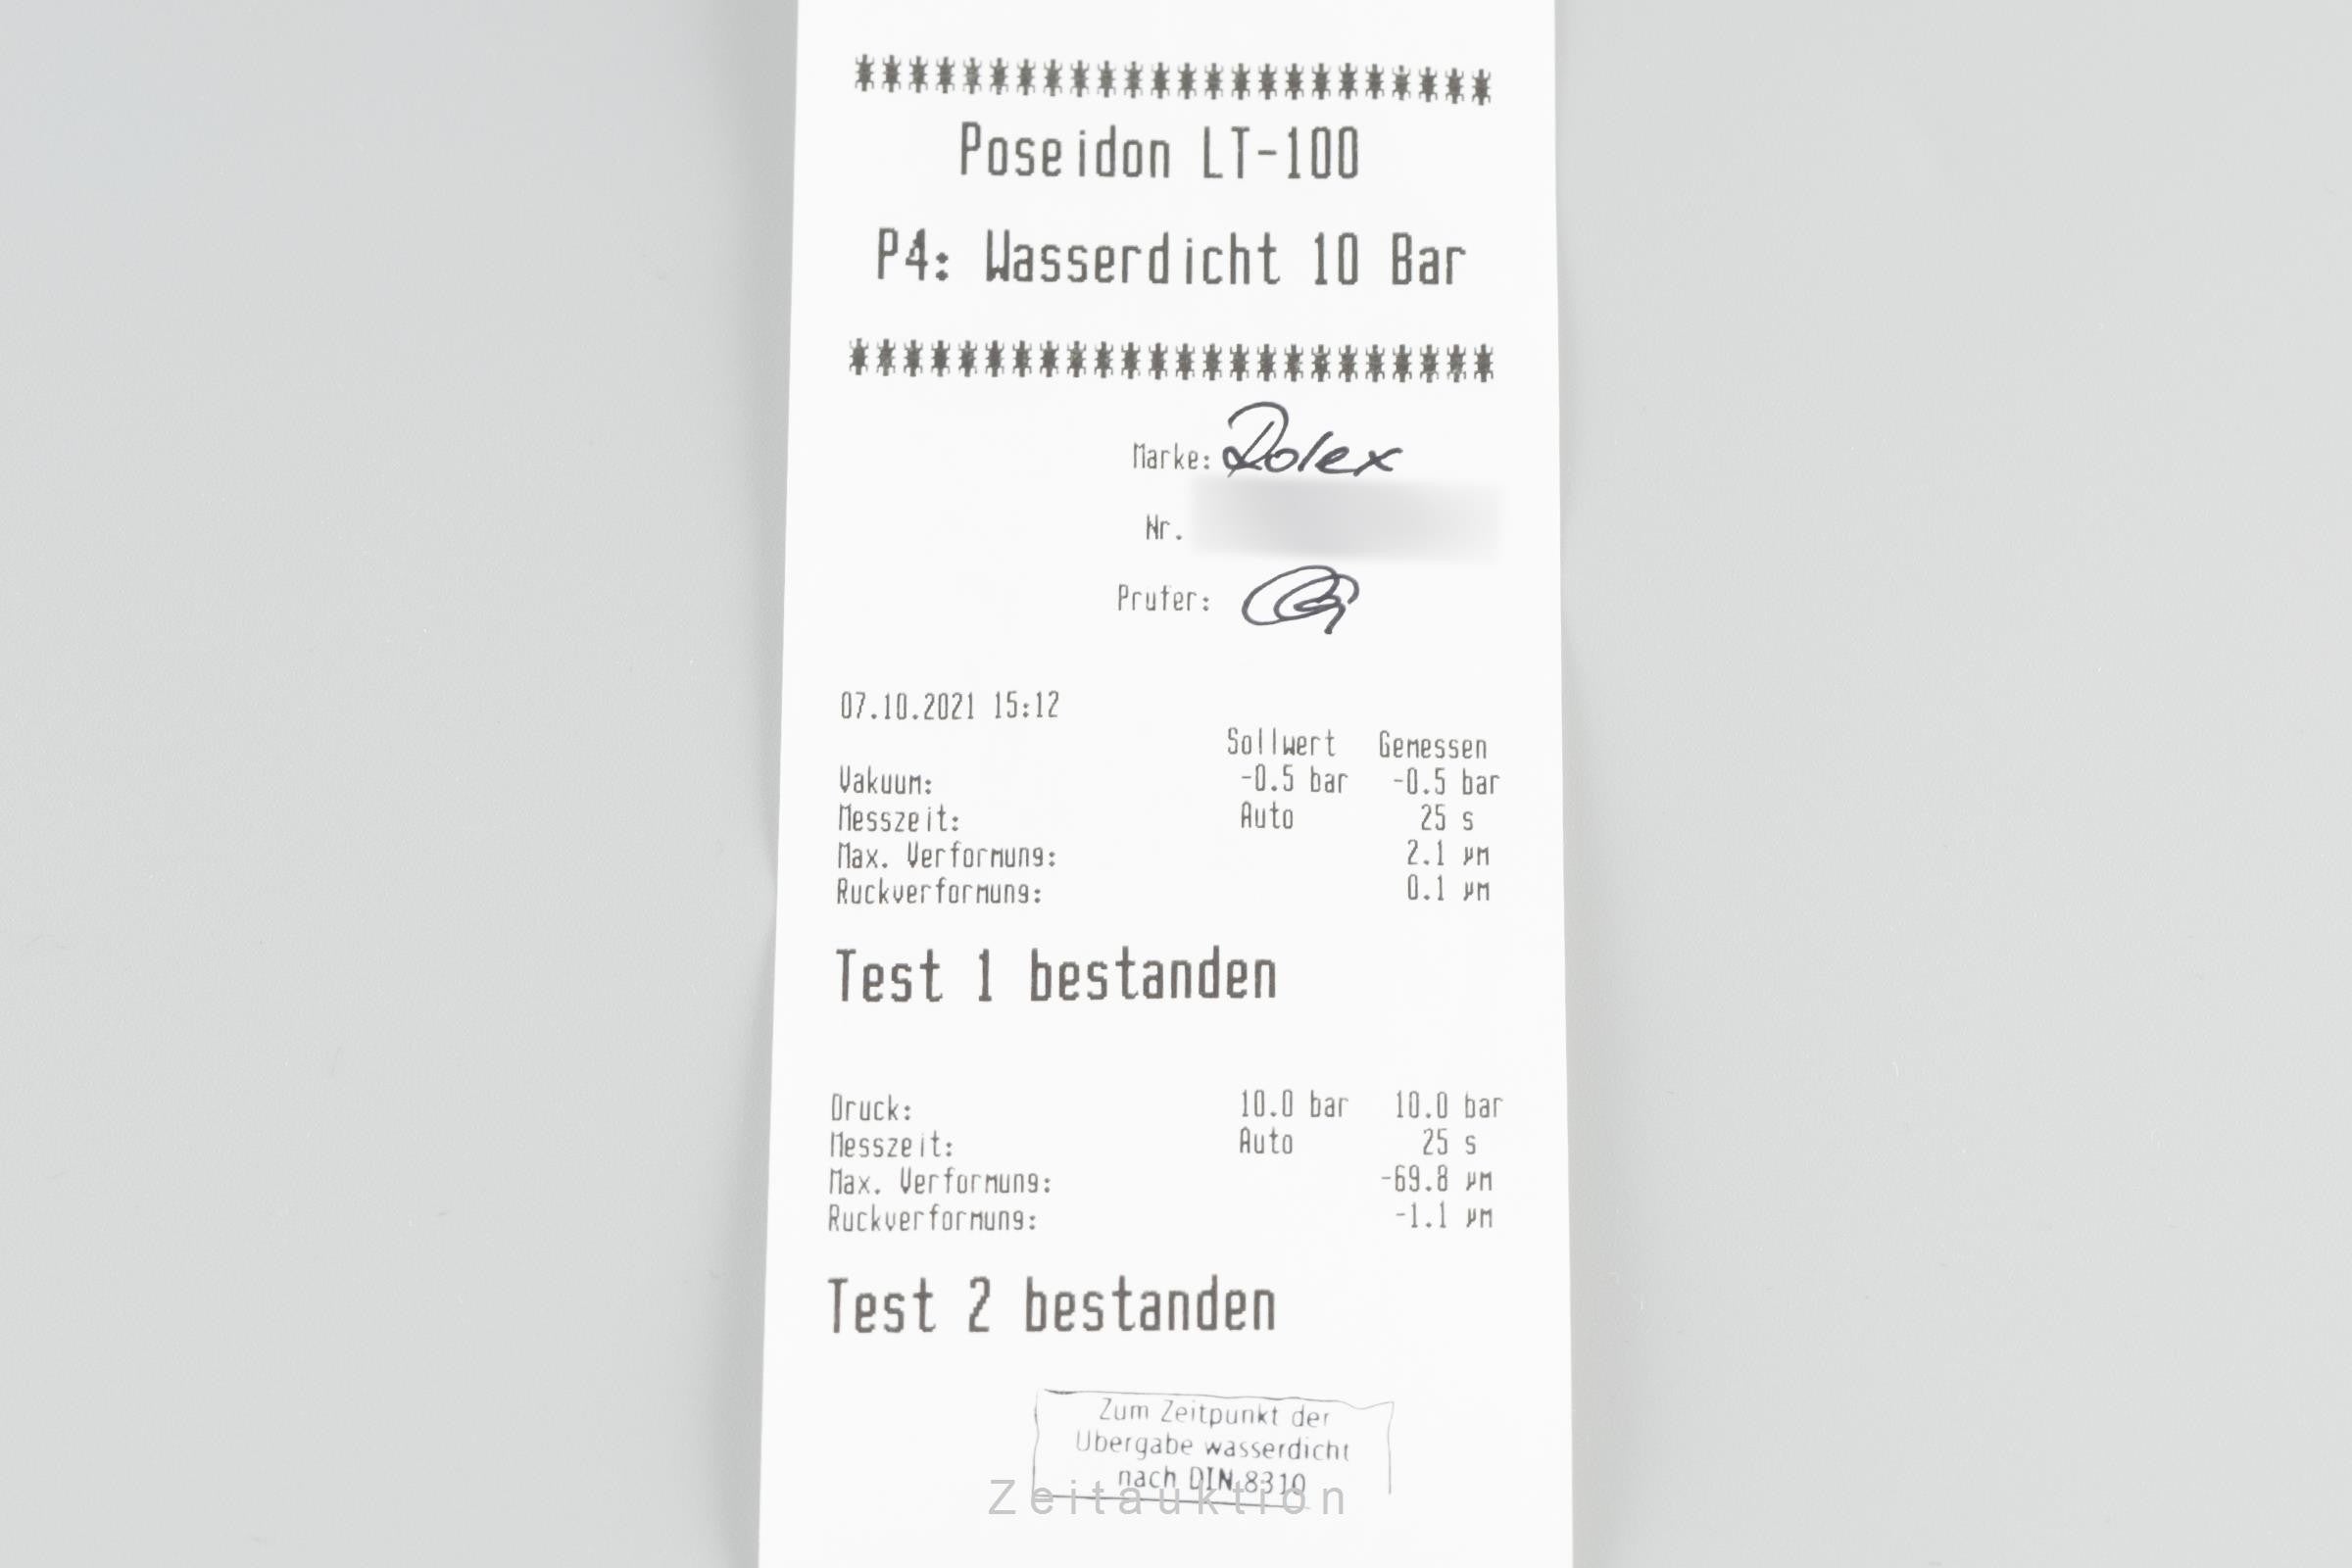 ************************
Poseidon LT-100
P4: Wasserdicht 10 Bar
************************
Marke: Rolex
Nr.
Prufer:
07.10.2021 15:12
Sollwert Gemessen
Vakuum: -0.5 bar -0.5 bar
Messzeit: Auto 25 s
Max. Verformung: 2.1 µm
Ruckverformung: 0.1 µm
Test 1 bestanden
Druck: 10.0 bar 10.0 bar
Messzeit: Auto 25 s
Max. Verformung: -69.8 µm
Ruckverformung: -1.1 µm
Test 2 bestanden
Zum Zeitpunkt der
Übergabe wasserdicht
nach DIN 8310
Zeitauktion